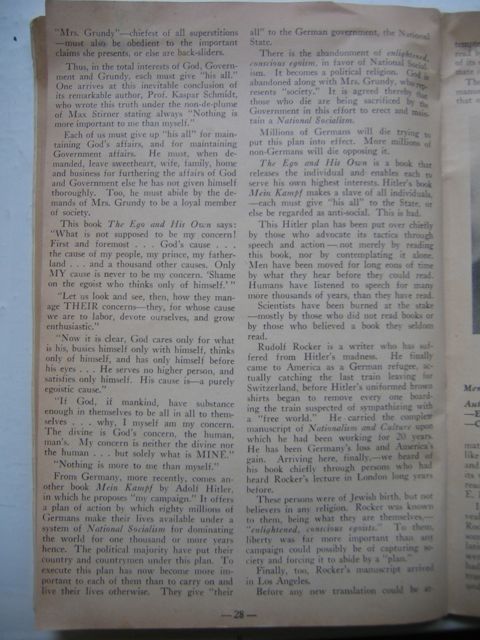 "Mrs. Grundy"—chiefest of all superstitions
—must also be obedient to the important
claims she presents, or else are back-sliders.
Thus, in the total interests of God, Govern-
ment and Grundy, each must give "his all."
One arrives at this inevitable conclusion of
its remarkable author, Prof. Kaspar Schmidt,
who wrote this truth under the non-de-plume
of Max Stirner stating always "Nothing is
more important to me than myself."
Each of us must give up "his all" for main-
taining God's affairs, and for maintaining
Government affairs. He must, when de-
manded, leave sweetheart, wife, family, home
and business for furthering the affairs of God
and Government else he has not given himself
thoroughly. Too, he must abide by the de-
mands of Mrs. Grundy to be a loyal member
of society.
This book The Ego and His Own says:
"What is not supposed to be my concern!
First and foremost . . . God's cause . . .
the cause of my people, my prince, my father-
land . . . and a thousand other causes. Only
MY cause is never to be my concern. 'Shame
on the egoist who thinks only of himself.'"
"Let us look and see, then, how they man-
age THEIR concerns—they, for whose cause
we are to labor, devote ourselves, and grow
enthusiastic."
"Now it is clear, God cares only for what
is his, busies himself only with himself, thinks
only of himself, and has only himself before
his eyes . . . He serves no higher person, and
satisfies only himself. His cause is—a purely
egoistic cause."
"If God, if mankind, have substance
enough in themselves to be all in all to them-
selves . . . why, I myself am my concern.
The divine is God's concern, the human,
man's. My concern is neither the divine nor
the human . . . but solely what is MINE."
"Nothing is more to me than myself."
From Germany, more recently, comes an-
other book Mein Kampf by Adolf Hitler,
in which he proposes "my campaign." It offers
a plan of action by which eighty millions of
Germans make their lives available under a
system of National Socialism for dominating
the world for one thousand or more years
hence. The political majority have put their
country and countrymen under this plan. To
execute this plan has now become more im-
portant to each of them than to carry on and
live their lives otherwise. They give "their
all" to the German government, the National
State.
There is the abandonment of enlightened,
conscious egoism, in favor of National Social-
ism. It becomes a political religion. God is
abandoned along with Mrs. Grundy, who rep-
resents "society." It is agreed thereby that
those who die are being sacrificed by the
Government in this effort to erect and main-
tain a National Socialism.
Millions of Germans will die trying to
put this plan into effect. More millions of
non-Germans will die opposing it.
The Ego and His Own is a book that
releases the individual and enables each to
serve his own highest interests. Hitler's book
Mein Kampf makes a slave of all individuals,
—each must give "his all" to the State, or
else be regarded as anti-social. This is bad.
This Hitler plan has been put over chiefly
by those who advocate its tactics through
speech and action—not merely by reading
this book, nor by contemplating it alone.
Men have been moved for long eons of time
by what they hear before they could read.
Humans have listened to speech for many
more thousands of years, than they have read.
Scientists have been burned at the stake
—mostly by those who did not read books or
by those who believed a book they seldom
read.
Rudolf Rocker is a writer who has suf-
fered from Hitler's madness. He finally
came to America as a German refugee, ac-
tually catching the last train leaving for
Switzerland, before Hitler's uniformed brown
shirts began to remove every one board-
ing the train suspected of sympathizing with
a "free world." He carried the complete
manuscript of Nationalism and Culture upon
which he had been working for 20 years.
He has been Germany's loss and America's
gain. Arriving here, finally,—we heard of
his book chiefly through persons who had
heard Rocker's lecture in London long years
before.
These persons were of Jewish birth, but not
believers in any religion. Rocker was known
to them, being what they are themselves,—
"enlightened, conscious egoists." To them,
liberty was far more important than any
campaign could possibly be of capturing so-
ciety and forcing it to abide by a "plan."
Finally, too, Rocker's manuscript arrived
in Los Angeles.
Before any new translation could be at-
— 28 —